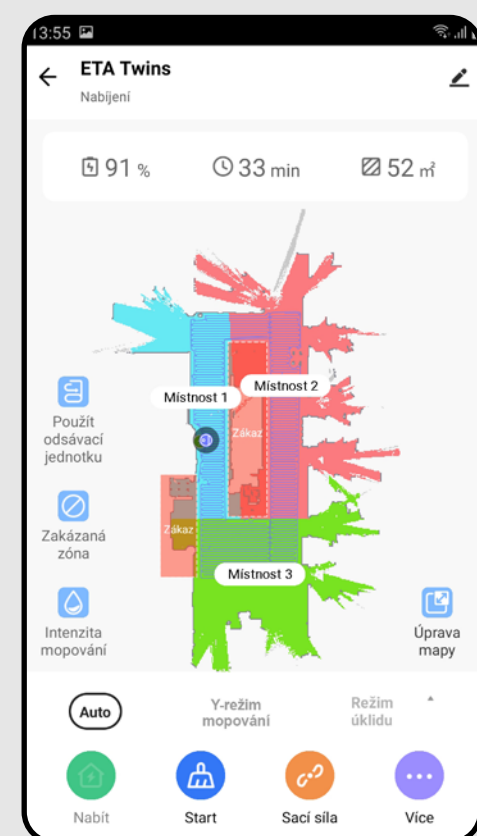 13:55
ETA Twins
Nabíjení
91 % 33 min 52 m²
Místnost 1
Místnost 2
Zákaz
Použít
odsávací
jednotku
Zákaz
Zakázaná
zóna
Místnost 3
Intenzita
mopování
Úprava
mapy
Auto
Y-režim
mopování
Režim
úklidu
Nabít
Start
Sací síla
Více